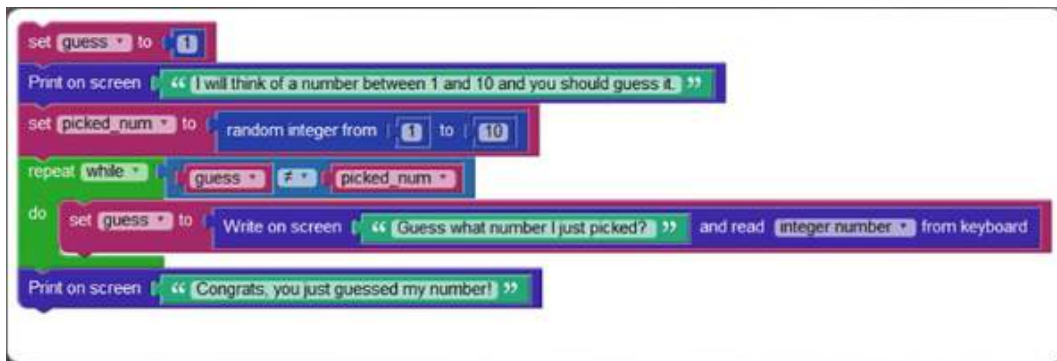 set guess to 1
Print on screen “ I will think of a number between 1 and 10 and you should guess it. ”
set picked_num to random integer from 1 to 10
repeat while guess ≠ picked_num
do set guess to Write on screen “ Guess what number I just picked? ” and read integer number from keyboard
Print on screen “ Congrats, you just guessed my number! ”